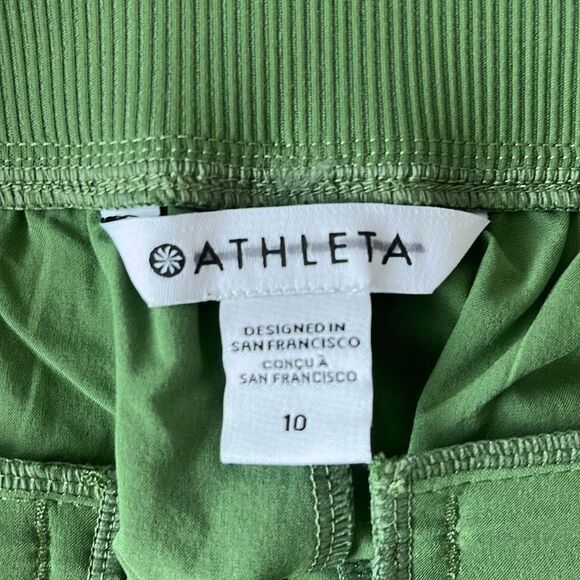 ATHLETA
DESIGNED IN
SAN FRANCISCO
CONÇU À
SAN FRANCISCO
10